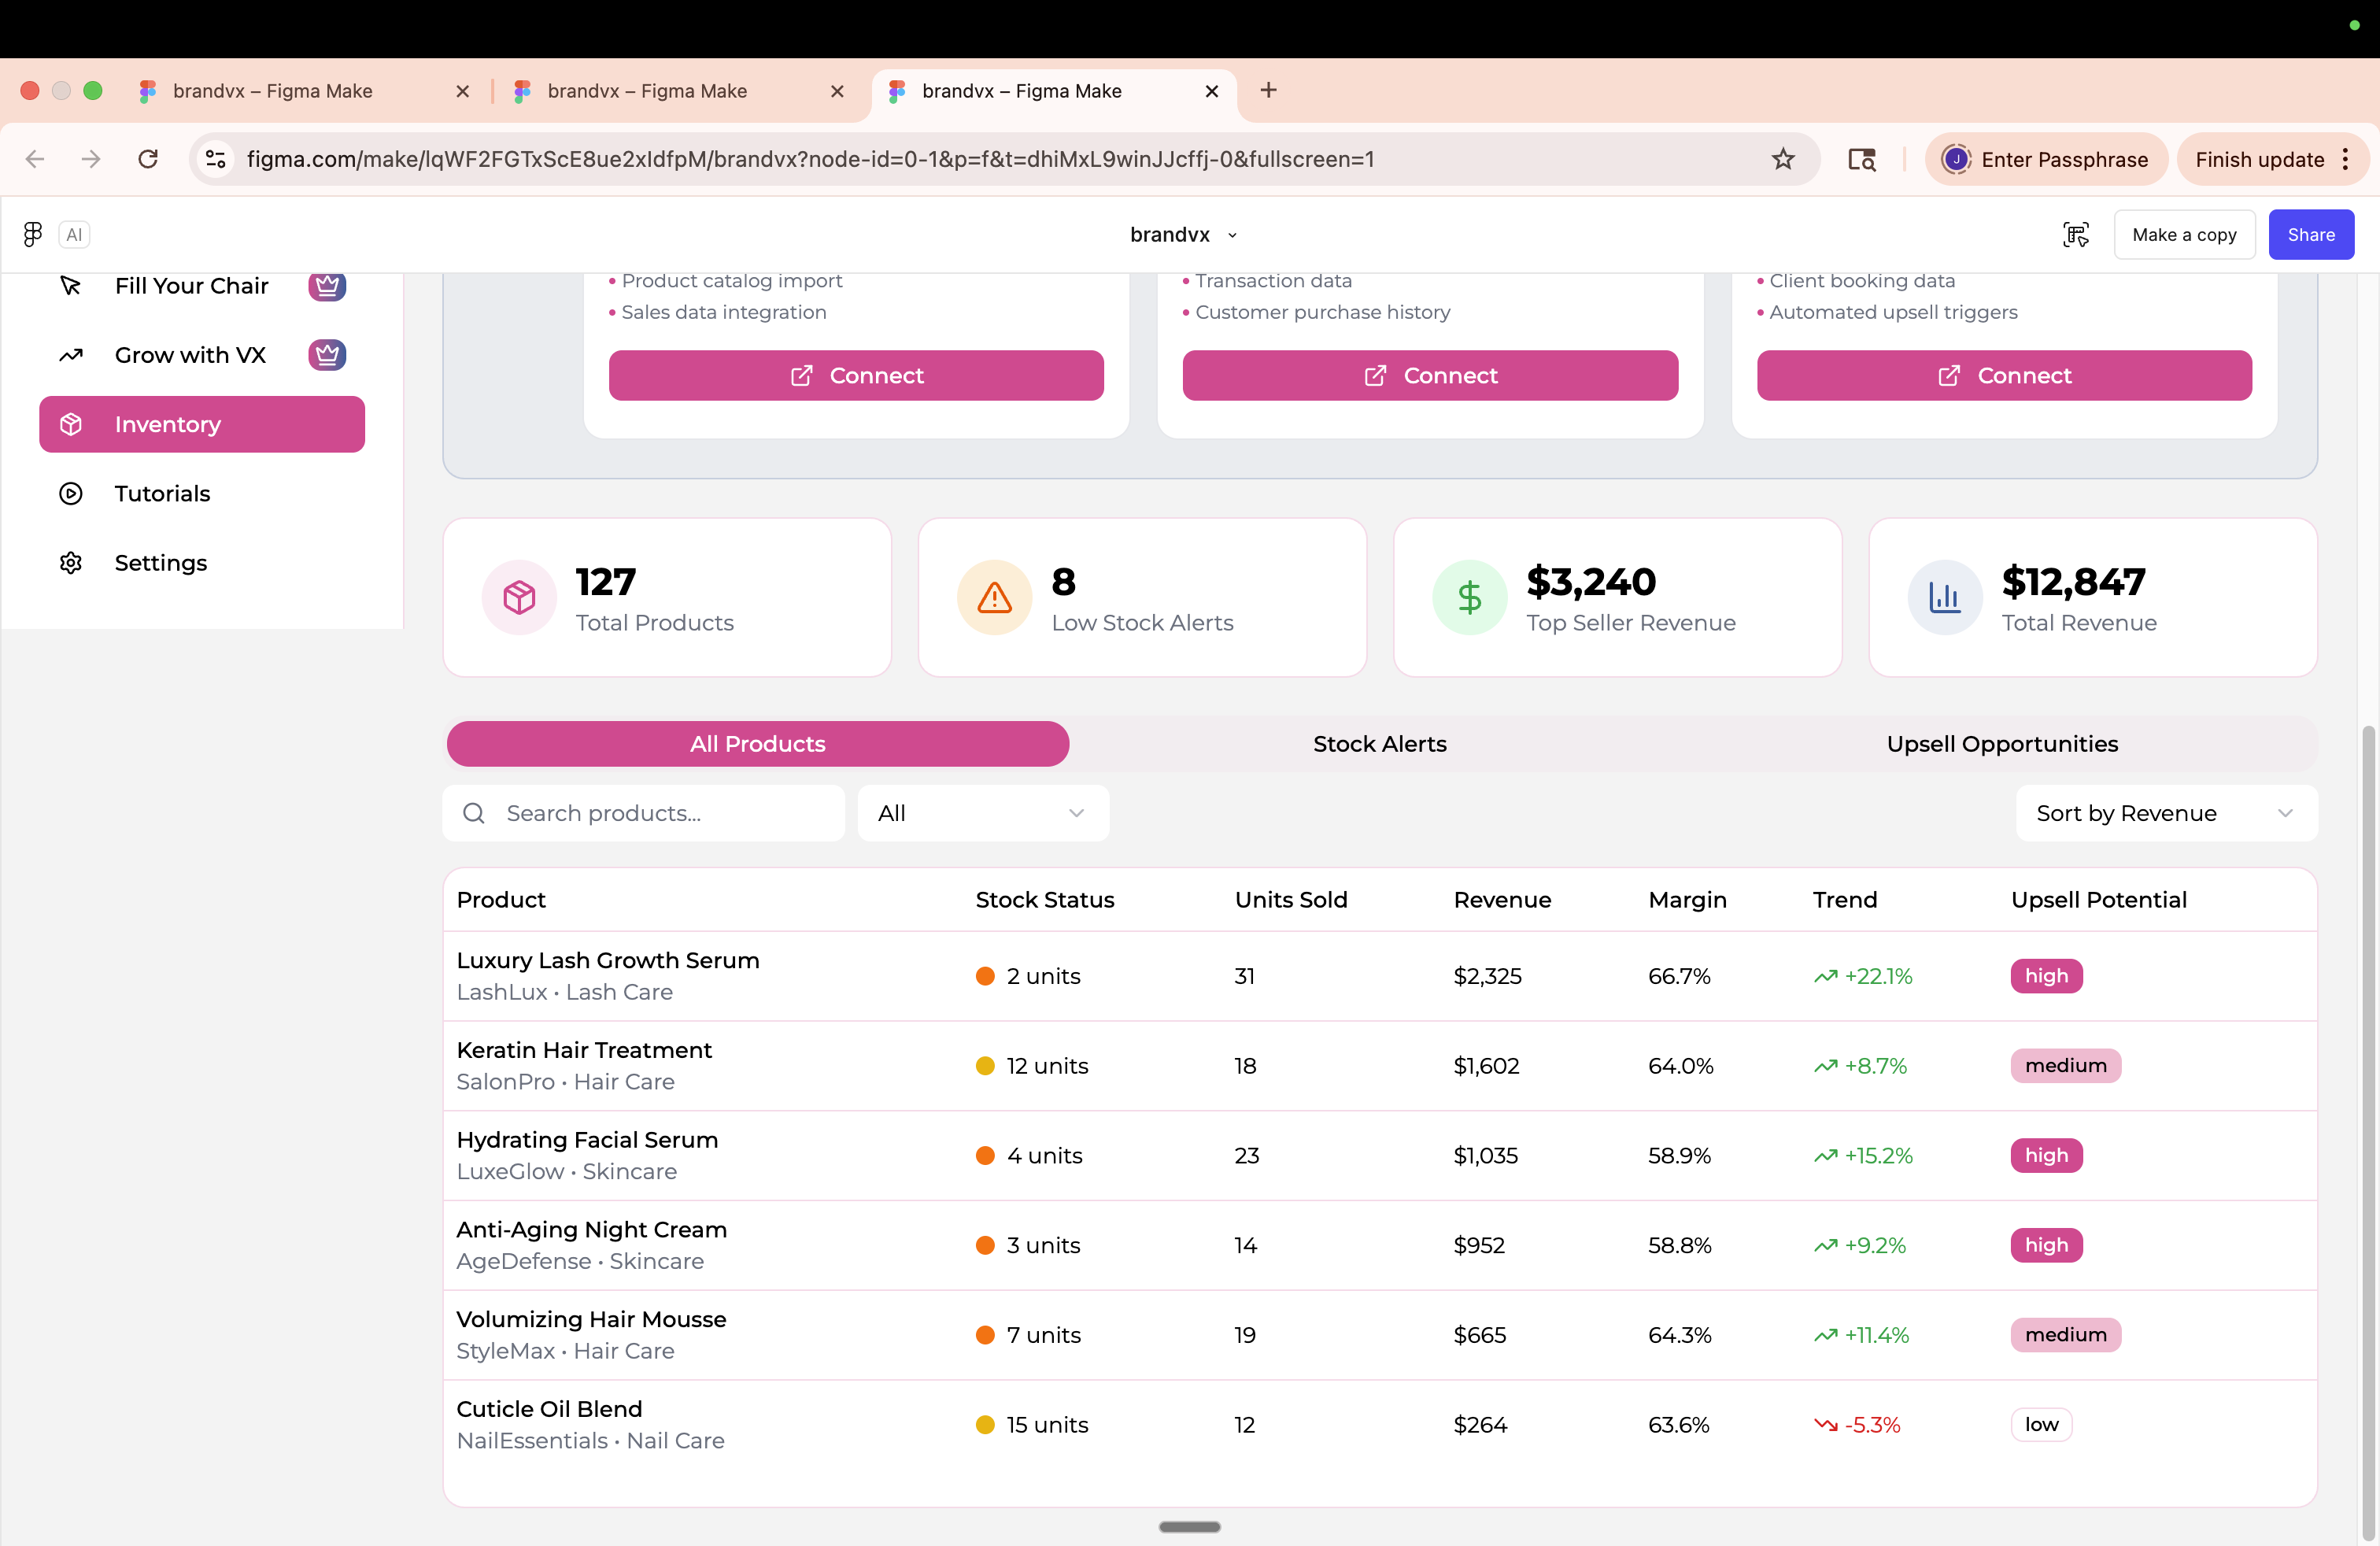 brandvx – Figma Make
brandvx – Figma Make
brandvx – Figma Make
figma.com/make/lqWF2FGTxScE8ue2xIdfpM/brandvx?node-id=0-1&p=f&t=dhiMxL9winJJcffj-0&fullscreen=1
J
Enter Passphrase
Finish update
AI
brandvx
Make a copy
Share
Fill Your Chair
Grow with VX
Inventory
Tutorials
Settings
• Product catalog import
• Sales data integration
Connect
• Transaction data
• Customer purchase history
Connect
• Client booking data
• Automated upsell triggers
Connect
127
Total Products
8
Low Stock Alerts
$3,240
Top Seller Revenue
$12,847
Total Revenue
All Products
Stock Alerts
Upsell Opportunities
Search products...
All
Sort by Revenue
Product Stock Status Units Sold Revenue Margin Trend Upsell Potential
Luxury Lash Growth Serum
LashLux • Lash Care
2 units 31 $2,325 66.7% +22.1% high
Keratin Hair Treatment
SalonPro • Hair Care
12 units 18 $1,602 64.0% +8.7% medium
Hydrating Facial Serum
LuxeGlow • Skincare
4 units 23 $1,035 58.9% +15.2% high
Anti-Aging Night Cream
AgeDefense • Skincare
3 units 14 $952 58.8% +9.2% high
Volumizing Hair Mousse
StyleMax • Hair Care
7 units 19 $665 64.3% +11.4% medium
Cuticle Oil Blend
NailEssentials • Nail Care
15 units 12 $264 63.6% -5.3% low